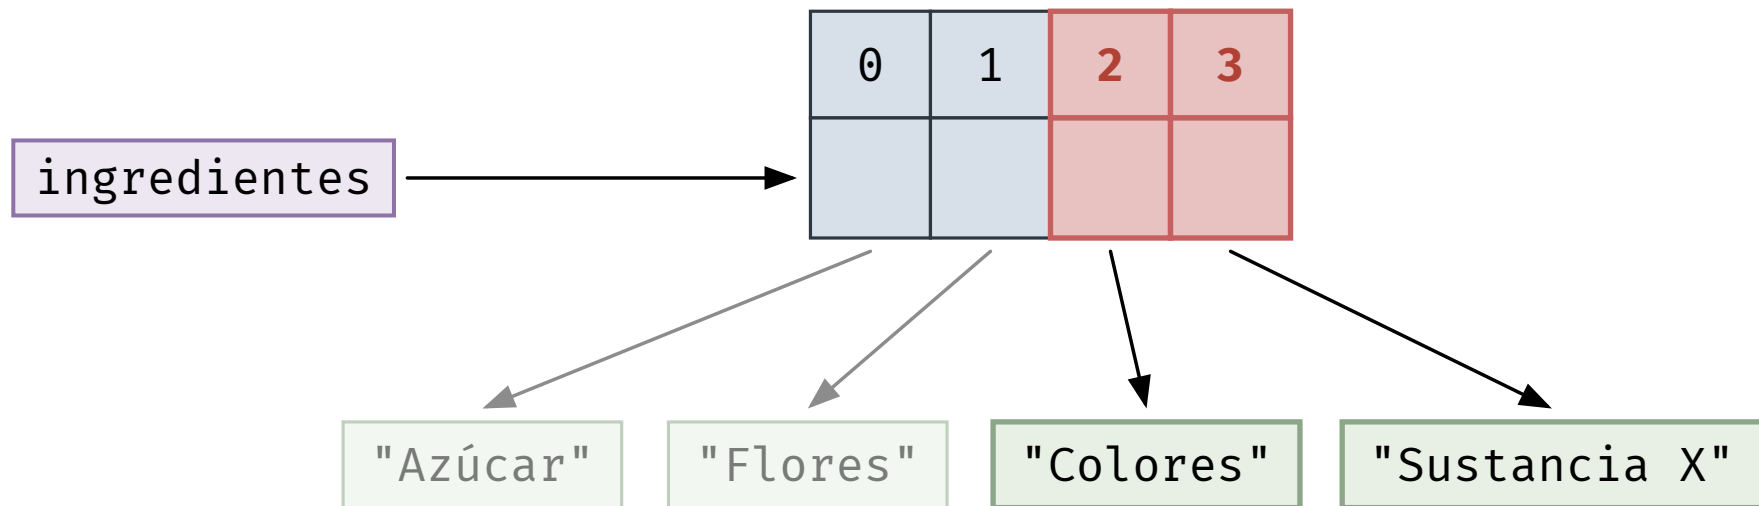 0 1 2 3
ingredientes
"Azúcar" "Flores" "Colores" "Sustancia X"